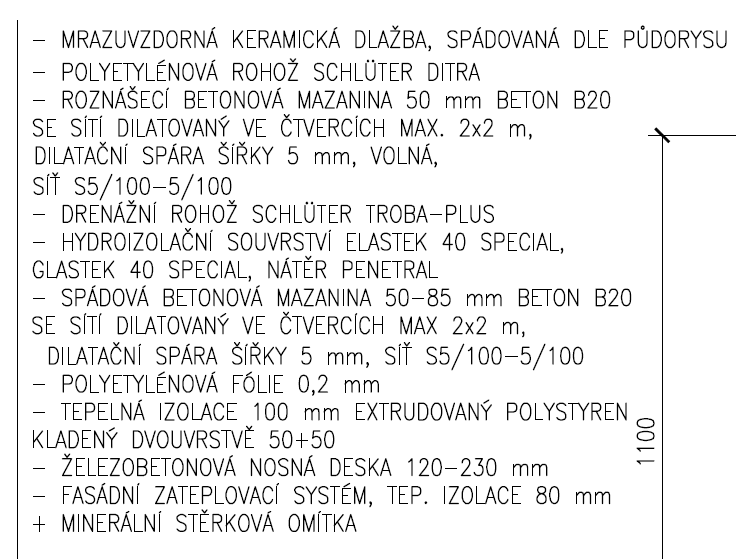 – MRAZUVZDORNÁ KERAMICKÁ DLAŽBA, SPÁDOVANÁ DLE PŮDORYSU
– POLYETYLÉNOVÁ ROHOŽ SCHLÜTER DITRA
– ROZNÁŠECÍ BETONOVÁ MAZANINA 50 mm BETON B20
SE SÍTÍ DILATOVANÝ VE ČTVERCÍCH MAX. 2x2 m,
DILATAČNÍ SPÁRA ŠÍŘKY 5 mm, VOLNÁ,
SÍŤ S5/100–5/100
– DRENÁŽNÍ ROHOŽ SCHLÜTER TROBA–PLUS
– HYDROIZOLAČNÍ SOUVRSTVÍ ELASTEK 40 SPECIAL,
GLASTEK 40 SPECIAL, NÁTĚR PENETRAL
– SPÁDOVÁ BETONOVÁ MAZANINA 50–85 mm BETON B20
SE SÍTÍ DILATOVANÝ VE ČTVERCÍCH MAX 2x2 m,
DILATAČNÍ SPÁRA ŠÍŘKY 5 mm, SÍŤ S5/100–5/100
– POLYETYLÉNOVÁ FÓLIE 0,2 mm
– TEPELNÁ IZOLACE 100 mm EXTRUDOVANÝ POLYSTYREN
KLADENÝ DVOUVRSTVĚ 50+50
– ŽELEZOBETONOVÁ NOSNÁ DESKA 120–230 mm
– FASÁDNÍ ZATEPLOVACÍ SYSTÉM, TEP. IZOLACE 80 mm
+ MINERÁLNÍ STĚRKOVÁ OMÍTKA
1100